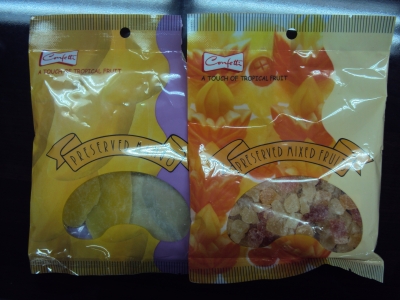 Confetti
A TOUCH OF TROPICAL FRUIT
PRESERVED
Confetti
A TOUCH OF TROPICAL FRUIT
PRESERVED MIXED FRUIT